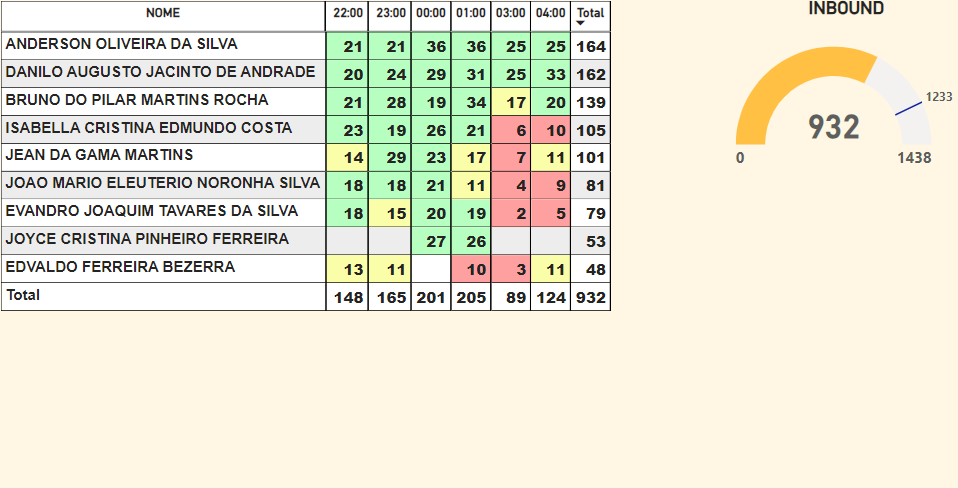 NOME 22:00 23:00 00:00 01:00 03:00 04:00 Total
ANDERSON OLIVEIRA DA SILVA 21 21 36 36 25 25 164
DANILO AUGUSTO JACINTO DE ANDRADE 20 24 29 31 25 33 162
BRUNO DO PILAR MARTINS ROCHA 21 28 19 34 17 20 139
ISABELLA CRISTINA EDMUNDO COSTA 23 19 26 21 6 10 105
JEAN DA GAMA MARTINS 14 29 23 17 7 11 101
JOAO MARIO ELEUTERIO NORONHA SILVA 18 18 21 11 4 9 81
EVANDRO JOAQUIM TAVARES DA SILVA 18 15 20 19 2 5 79
JOYCE CRISTINA PINHEIRO FERREIRA 27 26 53
EDVALDO FERREIRA BEZERRA 13 11 10 3 11 48
Total 148 165 201 205 89 124 932
INBOUND
1233
932
0 1438